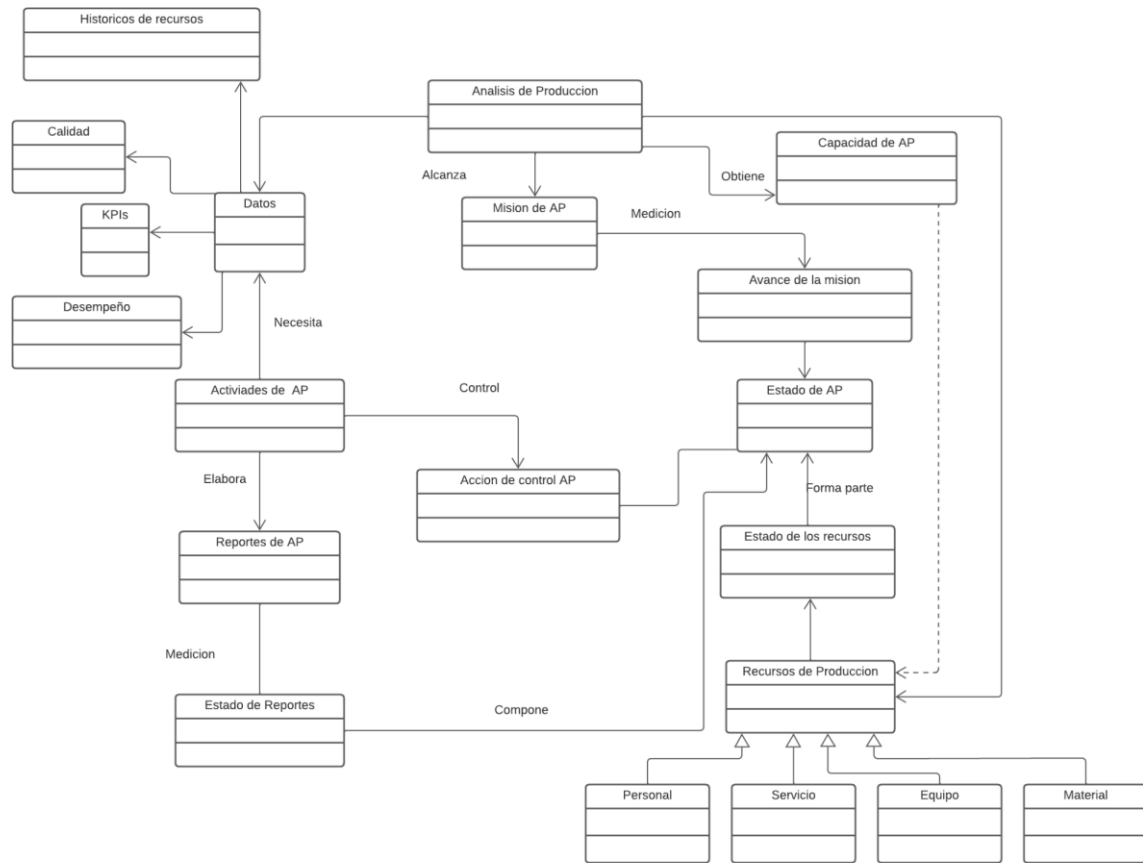 Historicos de recursos
Analisis de Produccion
Calidad
Capacidad de AP
Alcanza
Obtiene
Datos
Mision de AP
Medicion
KPIs
Avance de la mision
Desempeño
Necesita
Activiades de  AP
Control
Estado de AP
Elabora
Accion de control AP
Forma parte
Reportes de AP
Estado de los recursos
Medicion
Recursos de Produccion
Estado de Reportes
Compone
Personal
Servicio
Equipo
Material